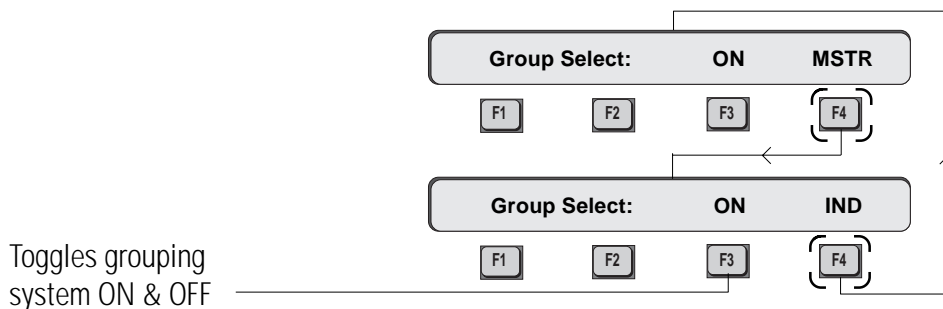 Group Select: ON MSTR
F1 F2 F3 F4
Group Select: ON IND
F1 F2 F3 F4
Toggles grouping
system ON & OFF